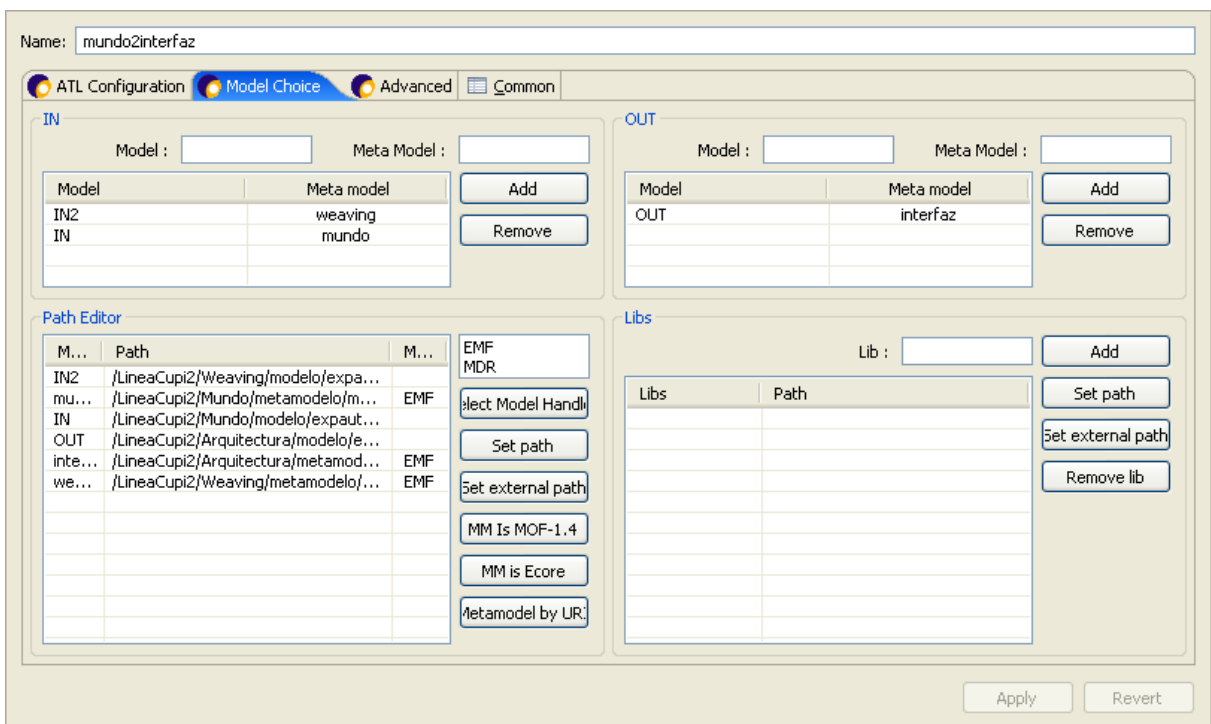 Name: mundo2interfaz
ATL Configuration Model Choice Advanced Common
IN
Model : Meta Model :
Model Meta model Add
IN2 weaving
IN mundo Remove
OUT
Model : Meta Model :
Model Meta model Add
OUT interfaz
Remove
Path Editor
M... Path M... EMF
MDR
IN2 /LineaCupi2/Weaving/modelo/expa...
mu... /LineaCupi2/Mundo/metamodelo/m... EMF
IN /LineaCupi2/Mundo/modelo/expaut...
OUT /LineaCupi2/Arquitectura/modelo/e...
inte... /LineaCupi2/Arquitectura/metamod... EMF
we... /LineaCupi2/Weaving/metamodelo/... EMF
elect Model Handl
Set path
Set external path
MM Is MOF-1.4
MM is Ecore
Metamodel by UR
Libs
Lib : Add
Libs Path Set path
Set external path
Remove lib
Apply Revert